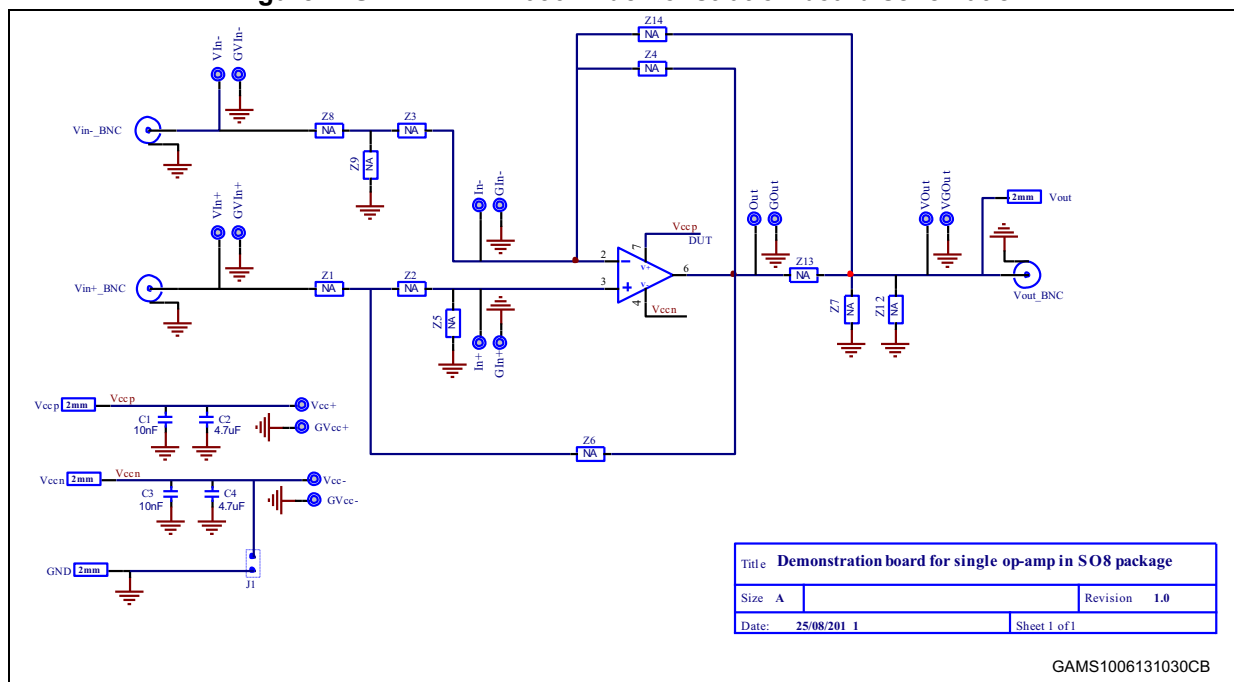 Z14
NA
Z4
NA
VIn-
GVIn-
Vin-_BNC
Z8
NA
Z3
NA
Z9
NA
VIn+
GVIn+
In-
GIn-
Vin+_BNC
Z1
NA
Z2
NA
Z5
NA
In+
GIn+
2
3
7
6
4
V+
V-
Vccp
DUT
Vccn
Out
GOut
Z13
NA
Z7
NA
Z12
NA
VOut
VGOut
2mm
Vout
Vout_BNC
Z6
NA
Vccp
2mm
Vccp
C1
10nF
C2
4.7uF
Vcc+
GVcc+
Vccn
2mm
Vccn
C3
10nF
C4
4.7uF
Vcc-
GVcc-
GND
2mm
J1
Title Demonstration board for single op-amp in SO8 package
Size A
Revision 1.0
Date: 25/08/201 1
Sheet 1 of 1
GAMS1006131030CB